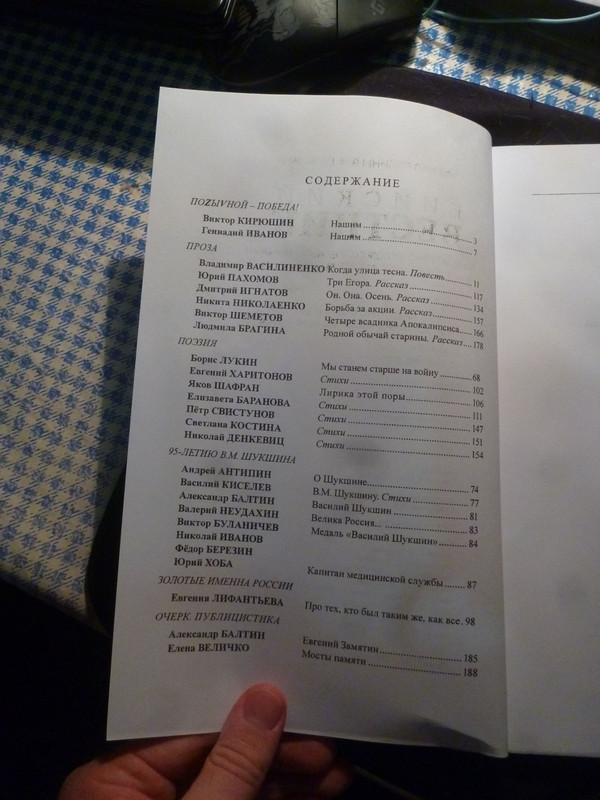 СОДЕРЖАНИЕ
ПОZЫVНОЙ – ПОБЕДА!
Виктор КИРЮШИН Нашим ... 3
Геннадий ИВАНОВ Нашим ... 7
ПРОЗА
Владимир ВАСИЛИНЕНКО Когда улица тесна. Повесть ... 11
Юрий ПАХОМОВ Три Егора. Рассказ ... 117
Дмитрий ИГНАТОВ Он. Она. Осень. Рассказ ... 134
Никита НИКОЛАЕНКО Борьба за акции. Рассказ ... 157
Виктор ШЕМЕТОВ Четыре всадника Апокалипсиса ... 166
Людмила БРАГИНА Родной обычай старины. Рассказ ... 178
ПОЭЗИЯ
Борис ЛУКИН Мы станем старше на войну ... 68
Евгений ХАРИТОНОВ Стихи ... 102
Яков ШАФРАН Лирика этой поры ... 106
Елизавета БАРАНОВА Стихи ... 111
Пётр СВИСТУНОВ Стихи ... 147
Светлана КОСТИНА Стихи ... 151
Николай ДЕНКЕВИЦ Стихи ... 154
95-ЛЕТИЮ В.М. ШУКШИНА
Андрей АНТИПИН О Шукшине ... 74
Василий КИСЕЛЕВ В.М. Шукшину. Стихи ... 77
Александр БАЛТИН Василий Шукшин ... 81
Валерий НЕУДАХИН Велика Россия... ... 83
Виктор БУЛАНИЧЕВ Медаль «Василий Шукшин» ... 84
Николай ИВАНОВ
Фёдор БЕРЕЗИН
Юрий ХОБА Капитан медицинской службы ... 87
ЗОЛОТЫЕ ИМЕННА РОССИИ
Евгения ЛИФАНТЬЕВА Про тех, кто был таким же, как все. 98
ОЧЕРК. ПУБЛИЦИСТИКА
Александр БАЛТИН Евгений Замятин ... 185
Елена ВЕЛИЧКО Мосты памяти ... 188